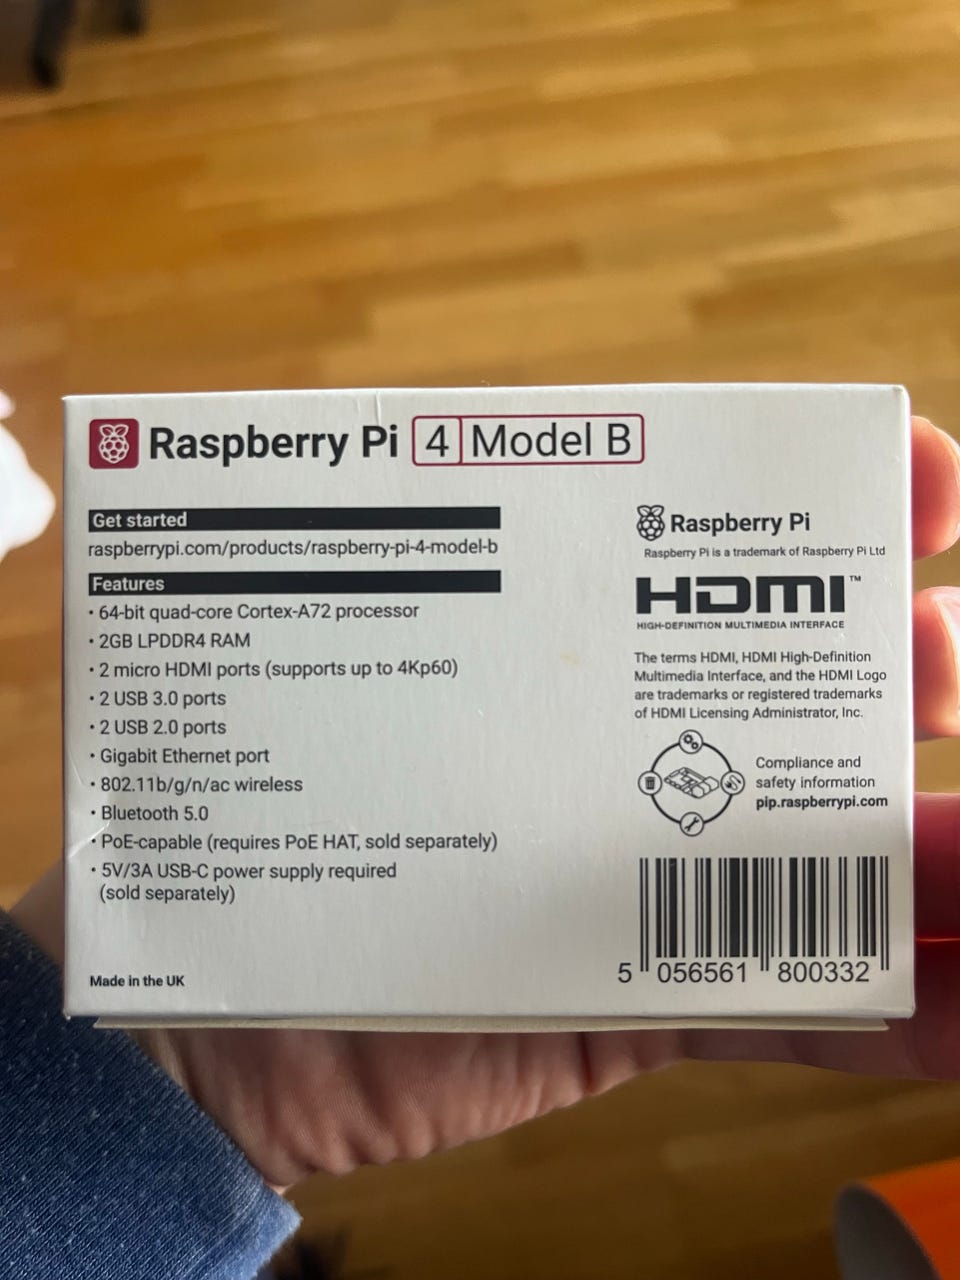 Raspberry Pi 4 Model B
Get started
raspberrypi.com/products/raspberry-pi-4-model-b
Features
• 64-bit quad-core Cortex-A72 processor
• 2GB LPDDR4 RAM
• 2 micro HDMI ports (supports up to 4Kp60)
• 2 USB 3.0 ports
• 2 USB 2.0 ports
• Gigabit Ethernet port
• 802.11b/g/n/ac wireless
• Bluetooth 5.0
• PoE-capable (requires PoE HAT, sold separately)
• 5V/3A USB-C power supply required
(sold separately)
Made in the UK
Raspberry Pi
Raspberry Pi is a trademark of Raspberry Pi Ltd
HDMI™
HIGH-DEFINITION MULTIMEDIA INTERFACE
The terms HDMI, HDMI High-Definition
Multimedia Interface, and the HDMI Logo
are trademarks or registered trademarks
of HDMI Licensing Administrator, Inc.
Compliance and
safety information
pip.raspberrypi.com
5 056561 800332